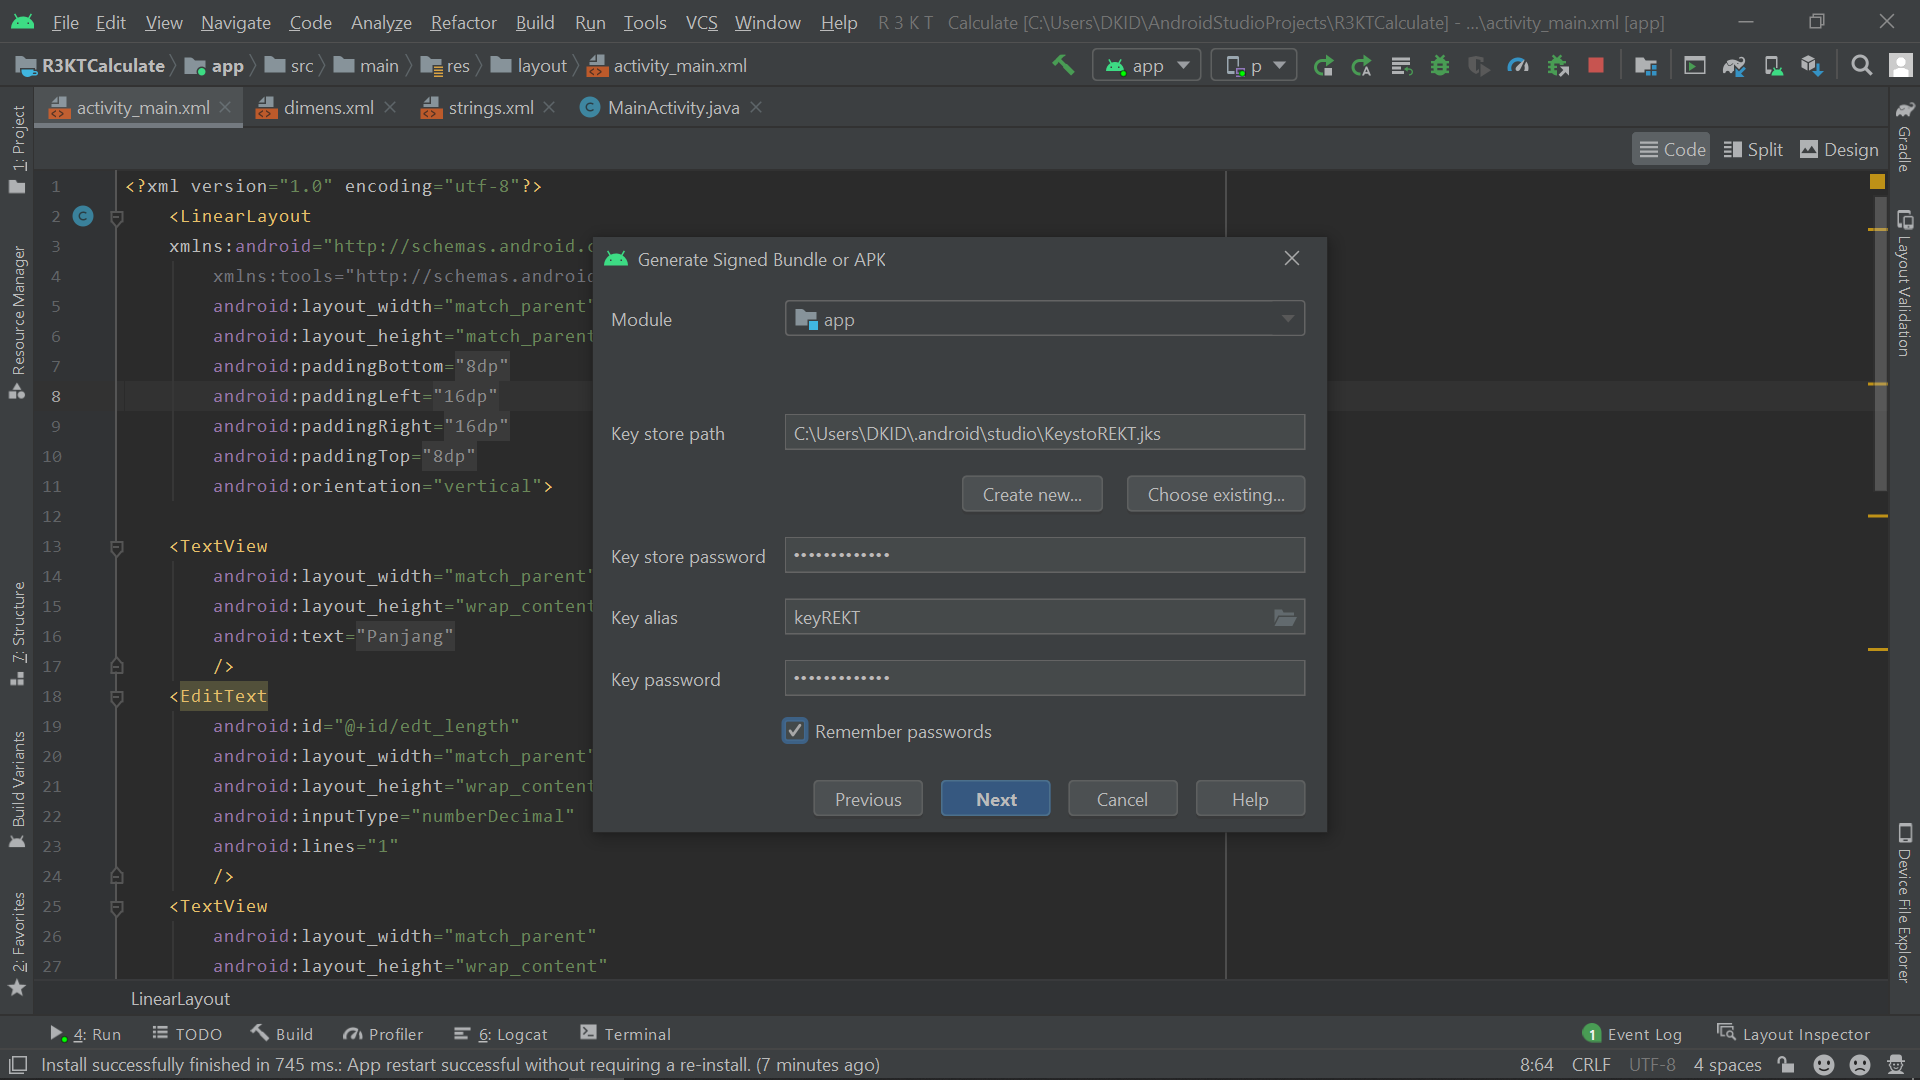 File Edit View Navigate Code Analyze Refactor Build Run Tools VCS Window Help R 3 K T Calculate [C:\Users\DKID\AndroidStudioProjects\R3KTCalculate] - ...\activity_main.xml [app]
R3KTCalculate app src main res layout activity_main.xml app p
activity_main.xml dimens.xml strings.xml MainActivity.java
Code Split Design
1: Project
Resource Manager
7: Structure
Build Variants
2: Favorites
1 <?xml version="1.0" encoding="utf-8"?>
2 <LinearLayout
3 xmlns:android="http://schemas.android.c
4 xmlns:tools="http://schemas.android
5 android:layout_width="match_parent"
6 android:layout_height="match_parent
7 android:paddingBottom="8dp"
8 android:paddingLeft="16dp"
9 android:paddingRight="16dp"
10 android:paddingTop="8dp"
11 android:orientation="vertical">
12
13 <TextView
14 android:layout_width="match_parent"
15 android:layout_height="wrap_content
16 android:text="Panjang"
17 />
18 <EditText
19 android:id="@+id/edt_length"
20 android:layout_width="match_parent"
21 android:layout_height="wrap_content
22 android:inputType="numberDecimal"
23 android:lines="1"
24 />
25 <TextView
26 android:layout_width="match_parent"
27 android:layout_height="wrap_content"
Generate Signed Bundle or APK
Module app
Key store path C:\Users\DKID\.android\studio\KeystoREKT.jks
Create new... Choose existing...
Key store password •••••••••••••
Key alias keyREKT
Key password •••••••••••••
Remember passwords
Previous Next Cancel Help
Gradle
Layout Validation
Device File Explorer
LinearLayout
4: Run TODO Build Profiler 6: Logcat Terminal 1 Event Log Layout Inspector
Install successfully finished in 745 ms.: App restart successful without requiring a re-install. (7 minutes ago) 8:64 CRLF UTF-8 4 spaces